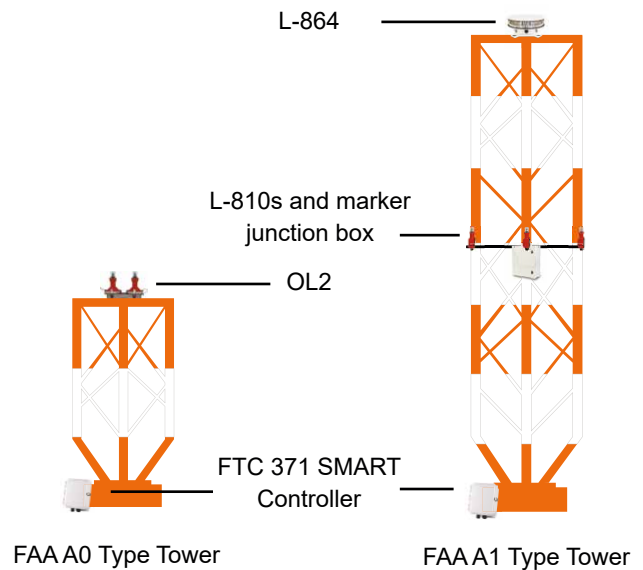 L-864
L-810s and marker
junction box
OL2
FTC 371 SMART
Controller
FAA A0 Type Tower
FAA A1 Type Tower